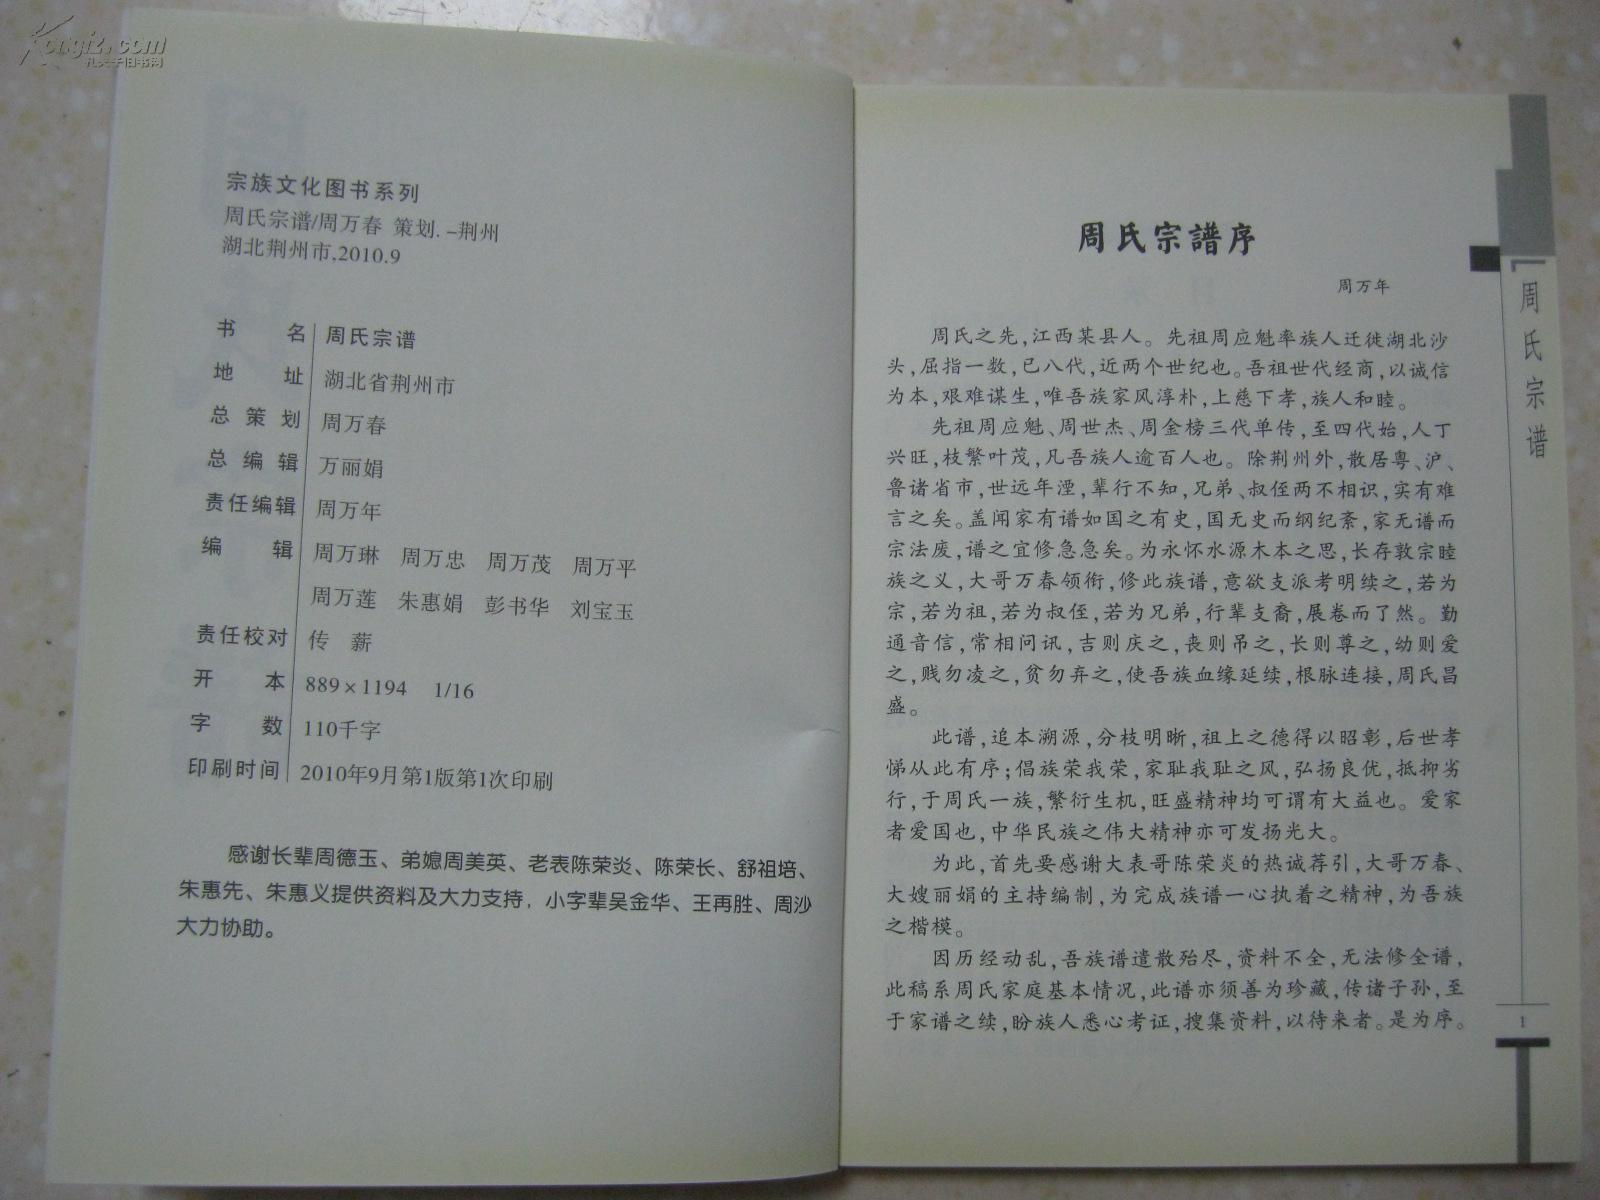 Kongfz.com
孔夫子旧书网
宗族文化图书系列
周氏宗谱/周万春 策划.-荆州
湖北荆州市,2010.9
书名 周氏宗谱
地址 湖北省荆州市
总策划 周万春
总编辑 万丽娟
责任编辑 周万年
编辑 周万琳 周万忠 周万茂 周万平
周万莲 朱惠娟 彭书华 刘宝玉
责任校对 传薪
开本 889×1194 1/16
字数 110千字
印刷时间 2010年9月第1版第1次印刷
感谢长辈周德玉、弟媳周美英、老表陈荣炎、陈荣长、舒祖培、
朱惠先、朱惠义提供资料及大力支持，小字辈吴金华、王再胜、周沙
大力协助。
周氏宗譜序
周万年
周氏之先,江西某县人。先祖周应魁率族人迁徙湖北沙
头,屈指一数,已八代,近两个世纪也。吾祖世代经商,以诚信
为本,艰难谋生,唯吾族家风淳朴,上慈下孝,族人和睦。
先祖周应魁、周世杰、周金榜三代单传,至四代始,人丁
兴旺,枝繁叶茂,凡吾族人逾百人也。除荆州外,散居粤、沪、
鲁诸省市,世远年湮,辈行不知,兄弟、叔侄两不相识,实有难
言之矣。盖闻家有谱如国之有史,国无史而纲纪紊,家无谱而
宗法废,谱之宜修急急矣。为永怀水源木本之思,长存敦宗睦
族之义,大哥万春领衔,修此族谱,意欲支派考明续之,若为
宗,若为祖,若为叔侄,若为兄弟,行辈支裔,展卷而了然。勤
通音信,常相问讯,吉则庆之,丧则吊之,长则尊之,幼则爱
之,贱勿凌之,贫勿弃之,使吾族血缘延续,根脉连接,周氏昌
盛。
此谱,追本溯源,分枝明晰,祖上之德得以昭彰,后世孝
悌从此有序;倡族荣我荣,家耻我耻之风,弘扬良优,抵抑劣
行,于周氏一族,繁衍生机,旺盛精神均可谓有大益也。爱家
者爱国也,中华民族之伟大精神亦可发扬光大。
为此,首先要感谢大表哥陈荣炎的热诚荐引,大哥万春、
大嫂丽娟的主持编制,为完成族谱一心执着之精神,为吾族
之楷模。
因历经动乱,吾族谱遣散殆尽,资料不全,无法修全谱,
此稿系周氏家庭基本情况,此谱亦须善为珍藏,传诸子孙,至
于家谱之续,盼族人悉心考证,搜集资料,以待来者。是为序。
周氏宗谱
1